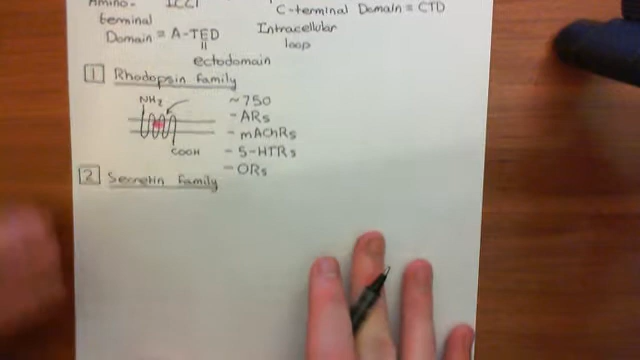 Amino- ICL1 C-terminal Domain = CTD
terminal
Domain = A-TED Intracellular
loop
ectodomain
1 Rhodopsin family
NH2 ~750
- ARs
- mAChRs
COOH - 5-HTRs
- ORs
2 Secretin family